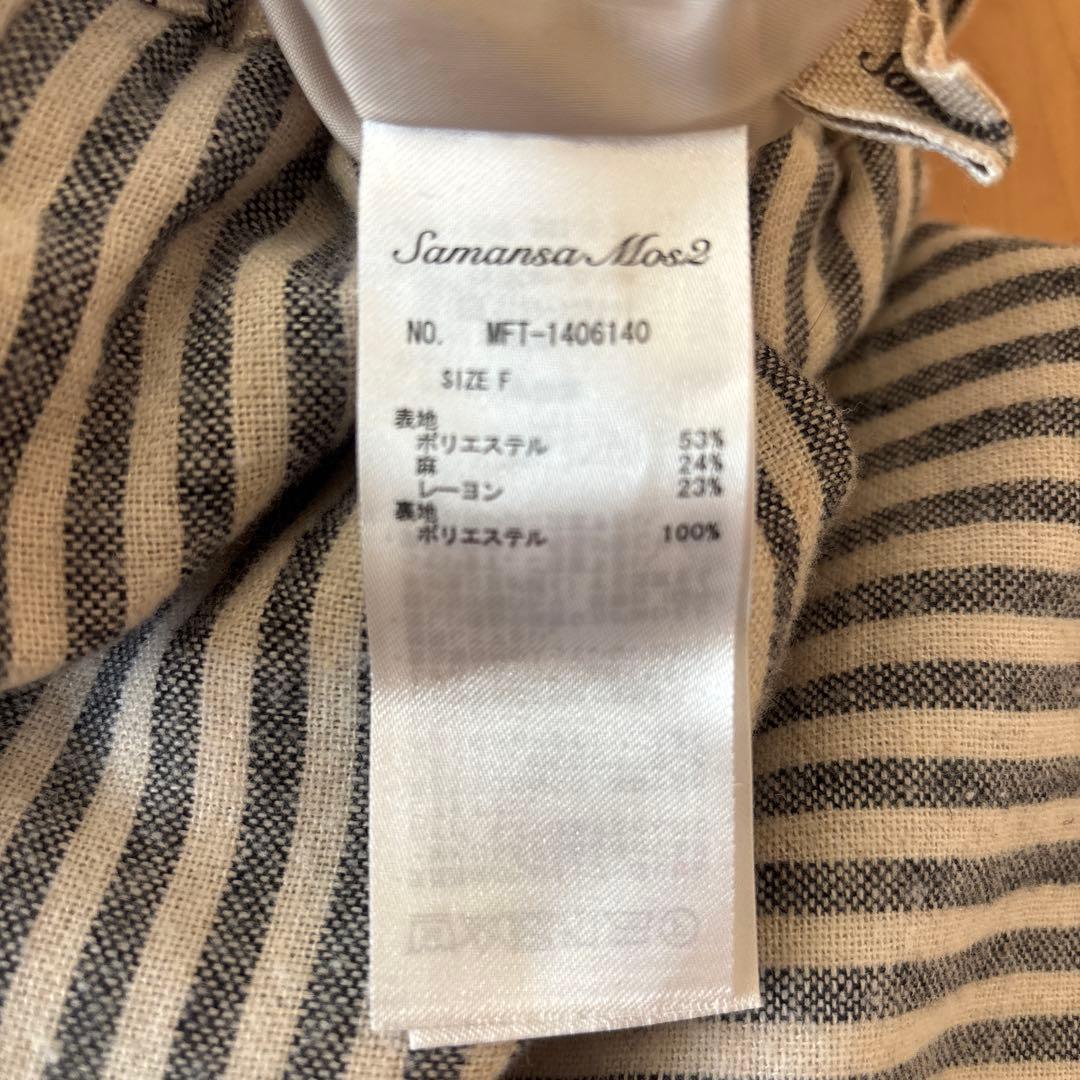 Samansa Mos2
NO. MFT-1406140
SIZE F
表地
ポリエステル 53%
麻 24%
レーヨン 23%
裏地
ポリエステル 100%